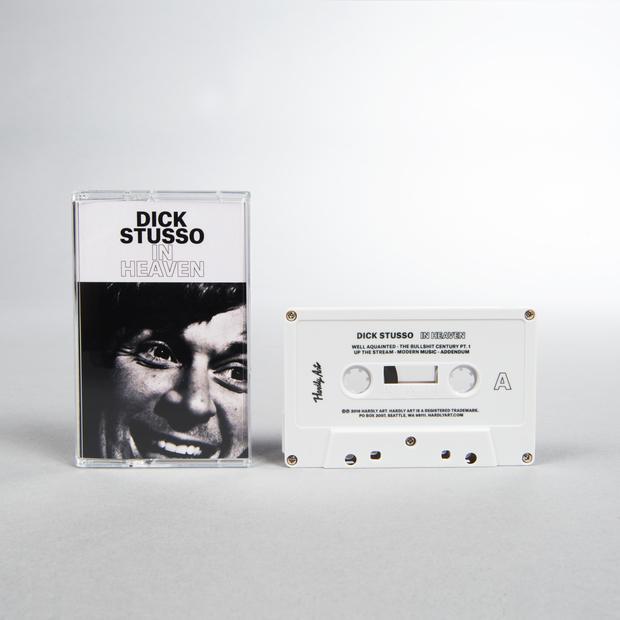 DICK
STUSSO
IN
HEAVEN
DICK STUSSO IN HEAVEN
WELL AQUAINTED - THE BULLSHIT CENTURY PT. 1
UP THE STREAM - MODERN MUSIC - ADDENDUM
Hardly Art
A
℗© 2018 HARDLY ART. HARDLY ART IS A REGISTERED TRADEMARK.
PO BOX 2007, SEATTLE, WA 98111. HARDLYART.COM